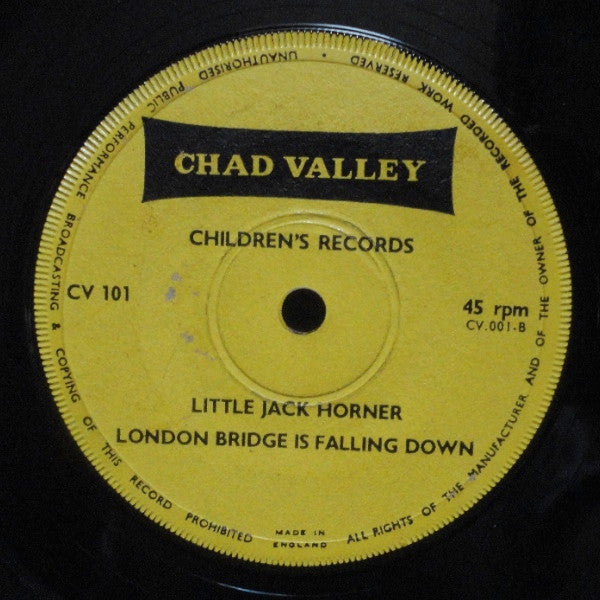 CHAD VALLEY
CHILDREN'S RECORDS
CV 101
45 rpm
CV.001-B
LITTLE JACK HORNER
LONDON BRIDGE IS FALLING DOWN
MADE IN
ENGLAND
ALL RIGHTS OF THE MANUFACTURER AND OF THE OWNER OF THE RECORDED WORK RESERVED • UNAUTHORISED PUBLIC PERFORMANCE BROADCASTING & COPYING OF THIS RECORD PROHIBITED